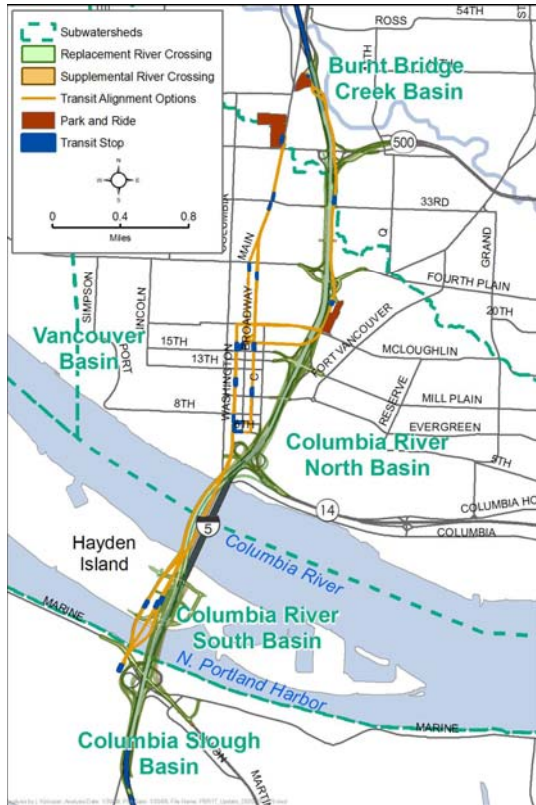 Subwatersheds
Replacement River Crossing
Supplemental River Crossing
Transit Alignment Options
Park and Ride
Transit Stop
N
W E
S
0 0.4 0.8
Miles
54TH
ROSS
ST
Burnt Bridge
Creek Basin
500
33RD
MAIN
Q
GRAND
SIMPSON
LINCOLN
PORT
BROADWAY
FOURTH PLAIN
20TH
Vancouver
Basin
15TH
13TH
WASHINGTON
C
FORT VANCOUVER
MCLOUGHLIN
8TH
MILL PLAIN
RESERVE
EVERGREEN
Columbia River
North Basin
5TH
COLUMBIA HO
14
COLUMBIA
5
Hayden
Island
Columbia River
MARINE
Columbia River
South Basin
N. Portland Harbor
MARINE
Columbia Slough
Basin